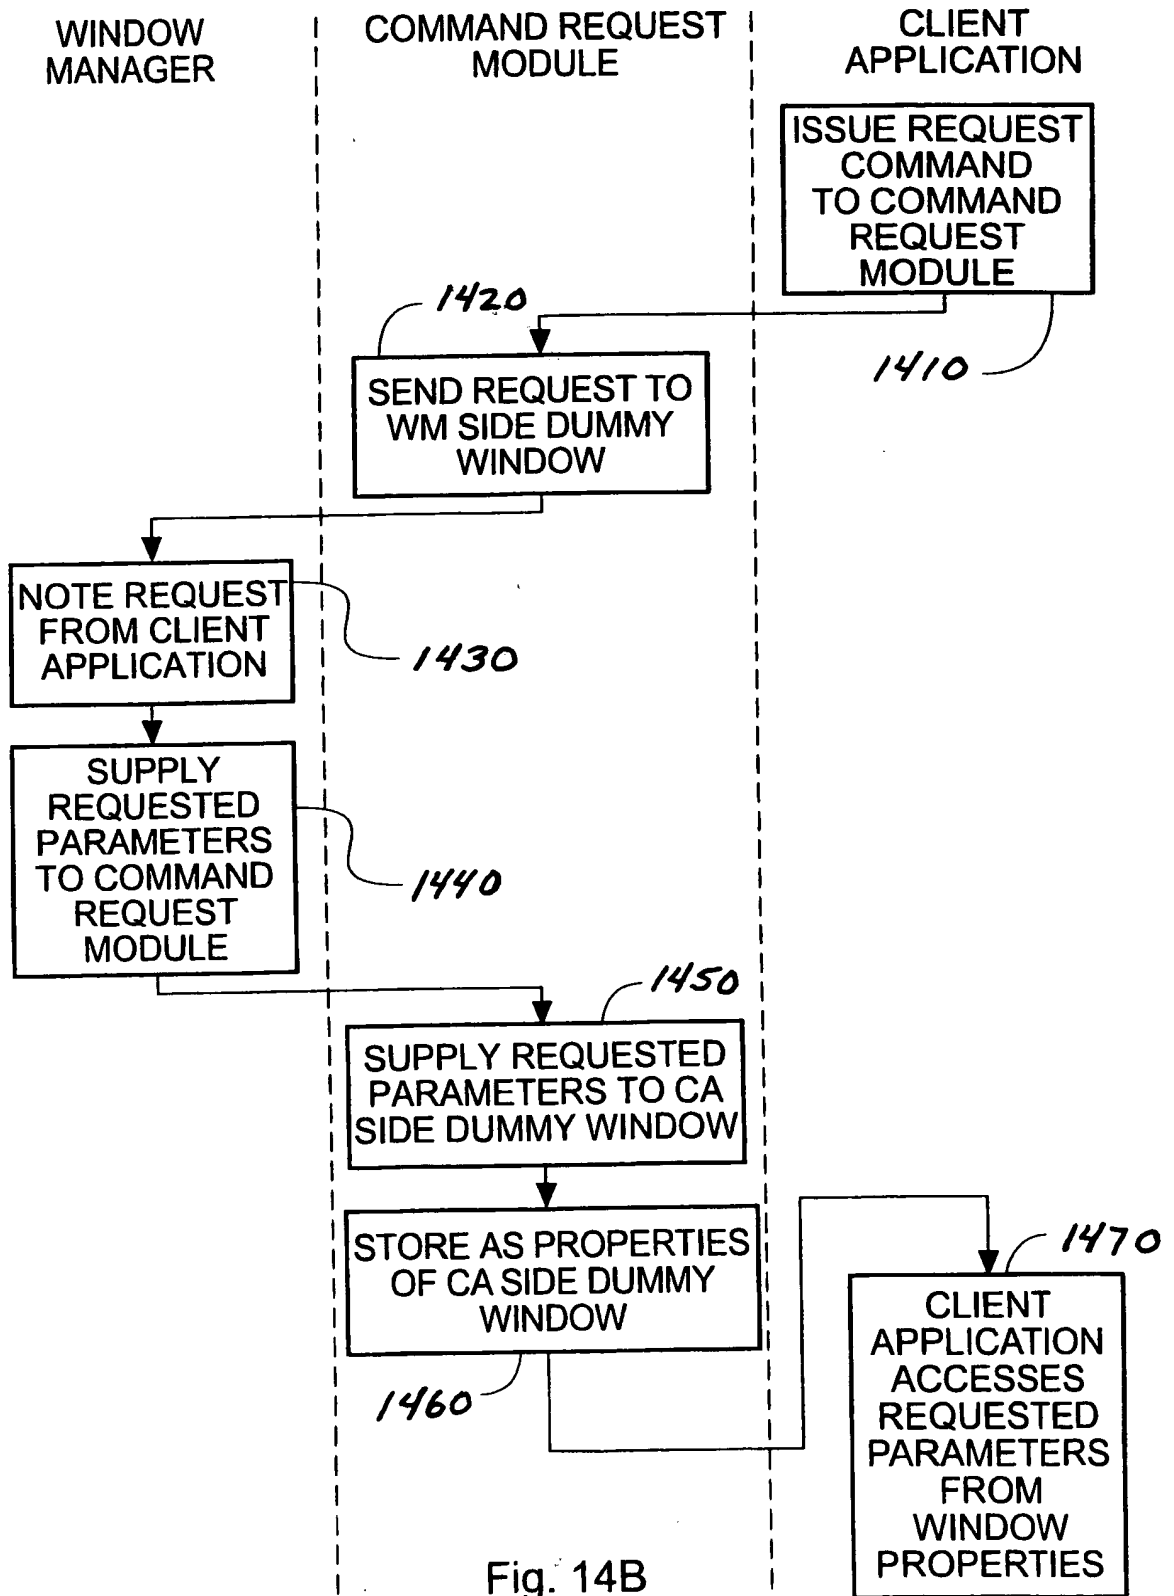 WINDOW
MANAGER
COMMAND REQUEST
MODULE
CLIENT
APPLICATION
ISSUE REQUEST
COMMAND
TO COMMAND
REQUEST
MODULE
1410
1420
SEND REQUEST TO
WM SIDE DUMMY
WINDOW
NOTE REQUEST
FROM CLIENT
APPLICATION
1430
SUPPLY
REQUESTED
PARAMETERS
TO COMMAND
REQUEST
MODULE
1440
1450
SUPPLY REQUESTED
PARAMETERS TO CA
SIDE DUMMY WINDOW
STORE AS PROPERTIES
OF CA SIDE DUMMY
WINDOW
1460
1470
CLIENT
APPLICATION
ACCESSES
REQUESTED
PARAMETERS
FROM
WINDOW
PROPERTIES
Fig. 14B